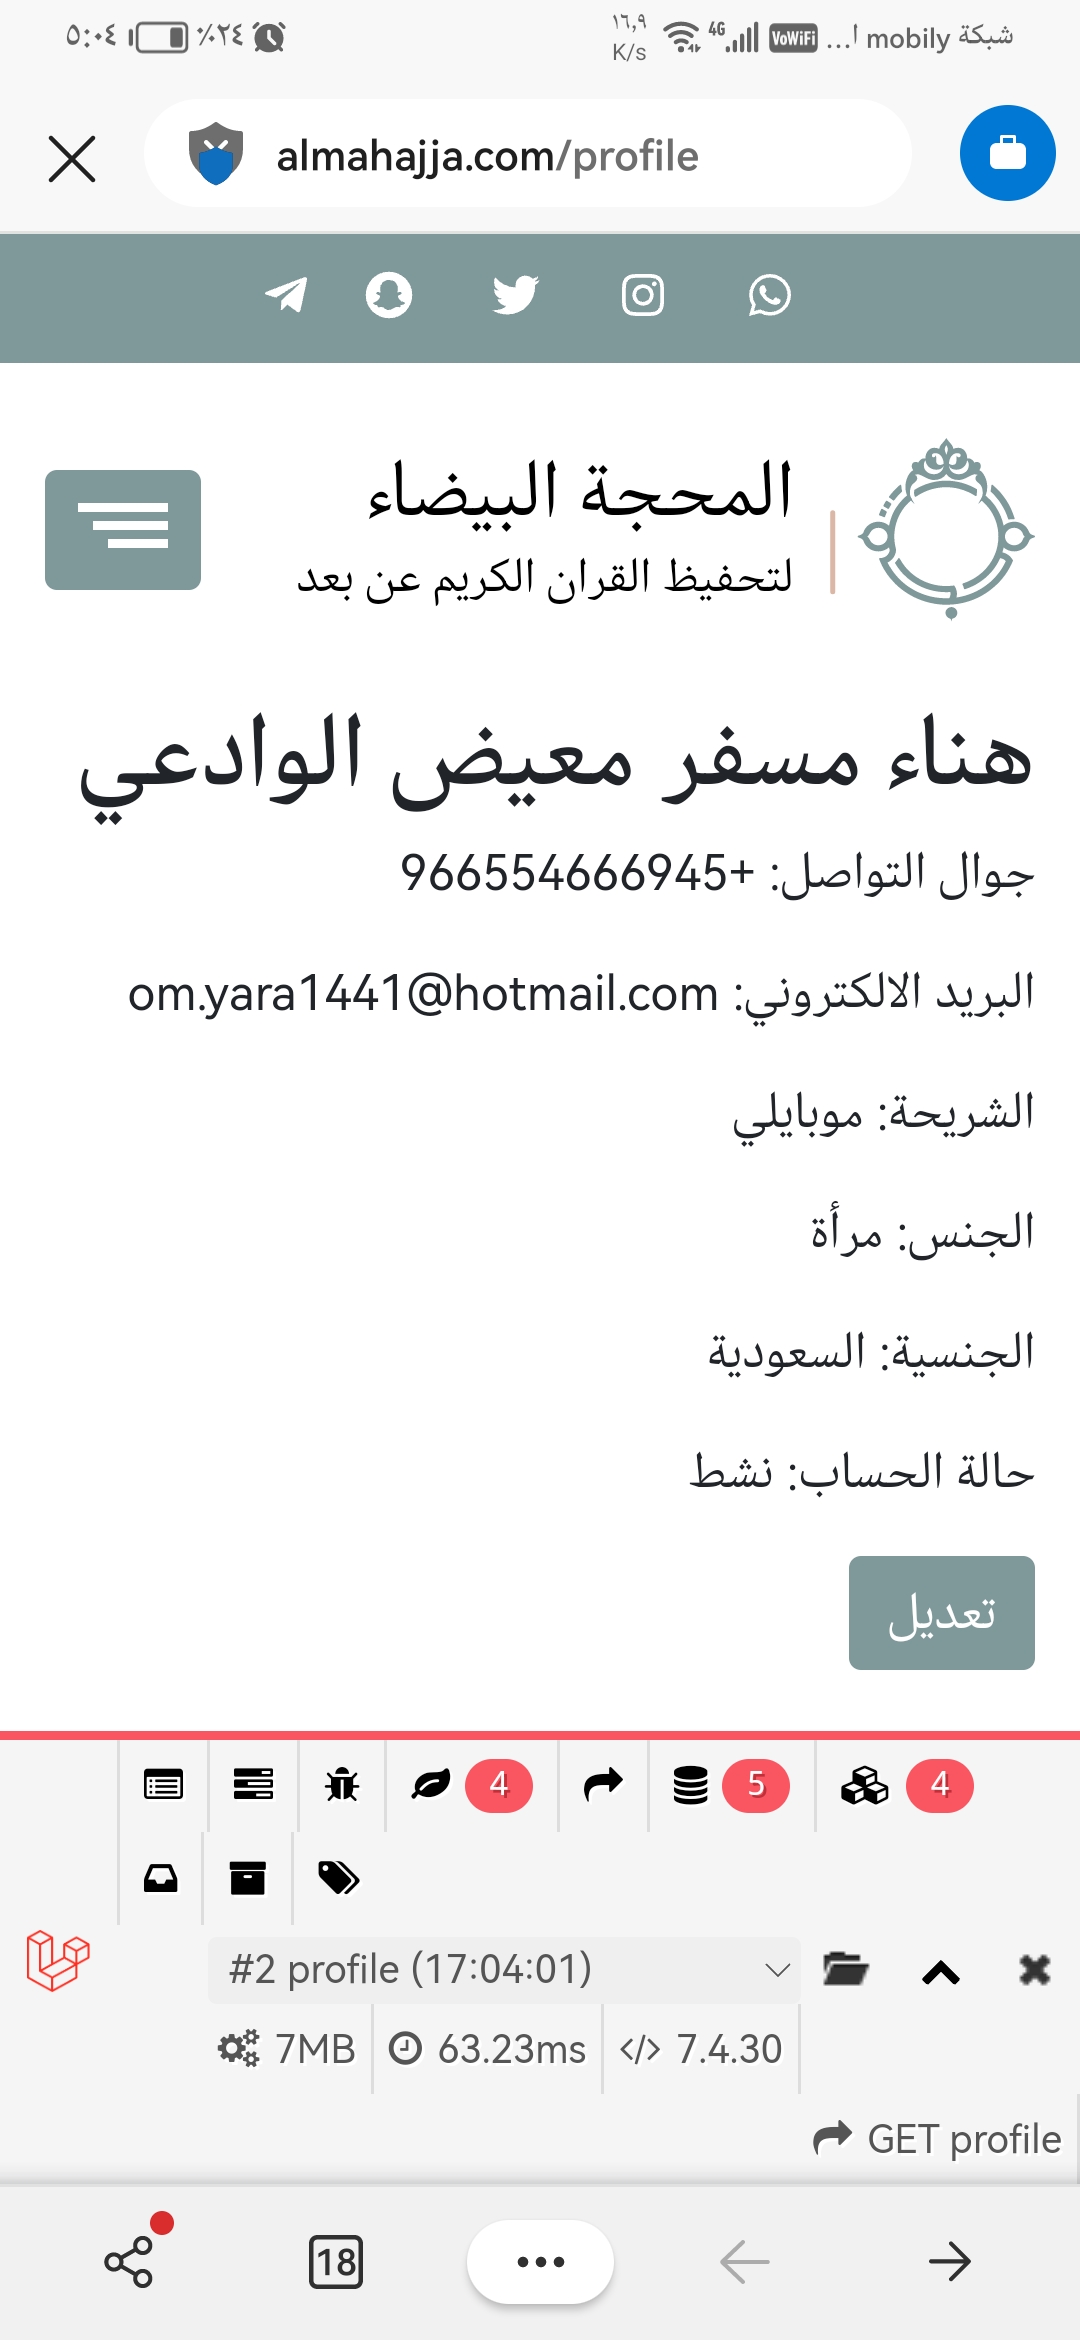 شبكة mobily ا... VoWiFi 4G ١٦,٩ K/s ٪٢٤ ٥:٠٤
almahajja.com/profile
المحجة البيضاء
لتحفيظ القران الكريم عن بعد
هناء مسفر معيض الوادعي
جوال التواصل: +966554666945
البريد الالكتروني: om.yara1441@hotmail.com
الشريحة: موبايلي
الجنس: مرأة
الجنسية: السعودية
حالة الحساب: نشط
تعديل
4 5 4
#2 profile (17:04:01)
7MB 63.23ms 7.4.30
GET profile
18